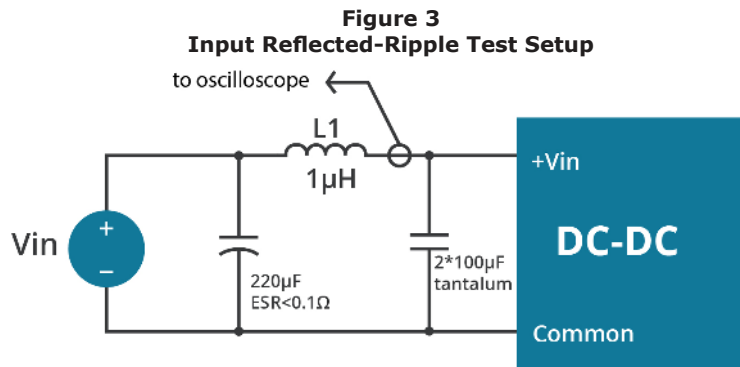 Figure 3
Input Reflected-Ripple Test Setup
to oscilloscope
L1
1µH
+Vin
Vin
+
−
DC-DC
2*100µF
tantalum
220µF
ESR<0.1Ω
Common